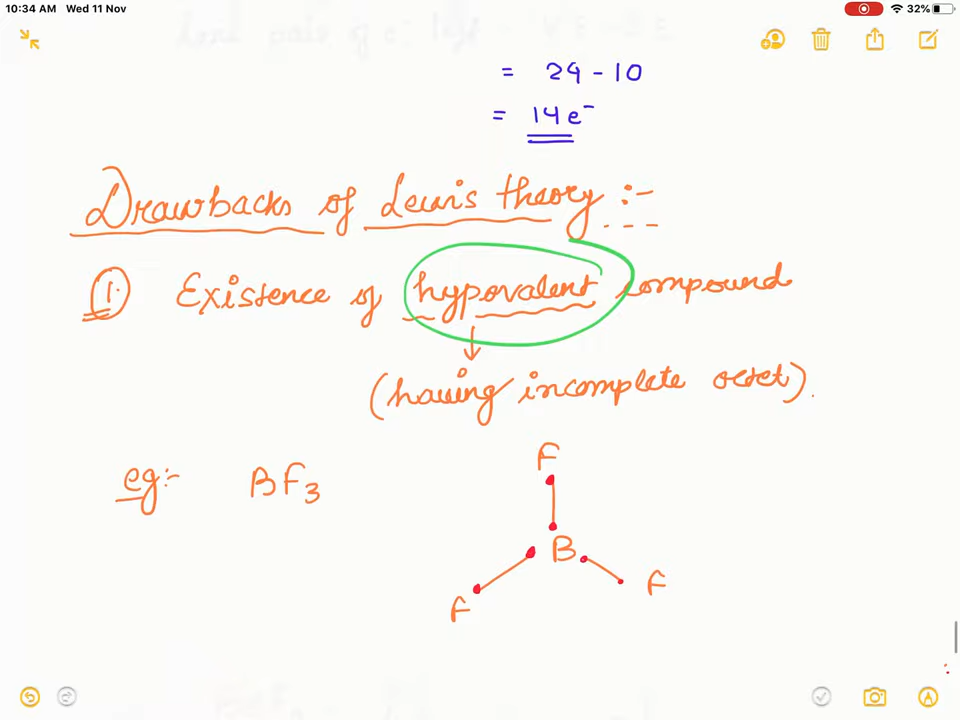 10:34 AM Wed 11 Nov
32%
= 24 - 10
= 14e⁻
Drawbacks of Lewis theory :-
1. Existence of hypovalent compound
(having incomplete octet).
eg:- BF3
F
B
F
F